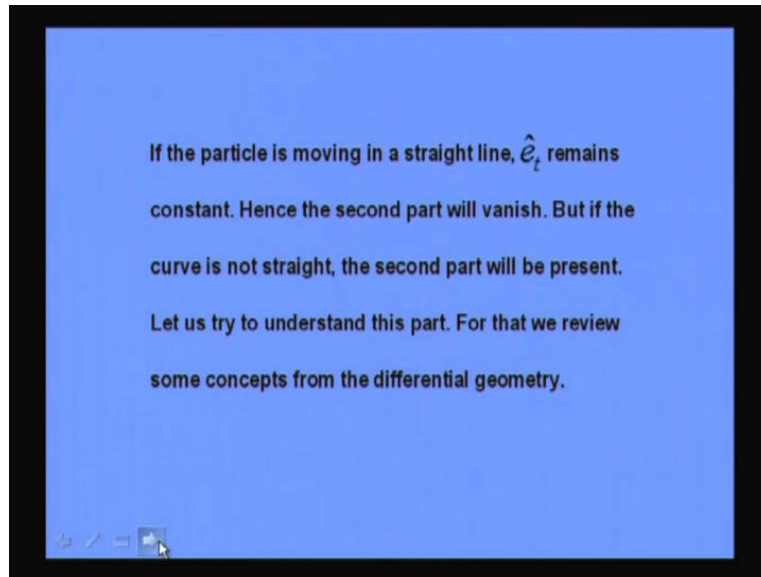 If the particle is moving in a straight line, $\hat{e}_t$ remains
constant. Hence the second part will vanish. But if the
curve is not straight, the second part will be present.
Let us try to understand this part. For that we review
some concepts from the differential geometry.